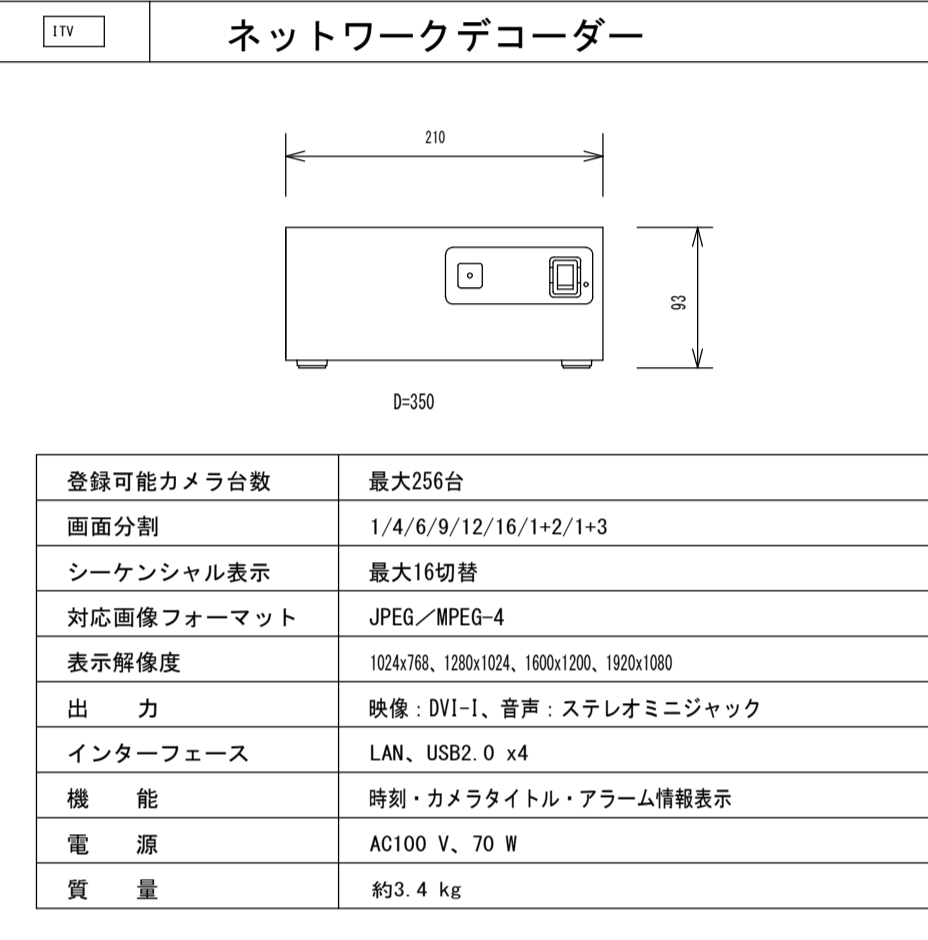 ITV
ネットワークデコーダー
210
93
D=350
登録可能カメラ台数 最大256台
画面分割 1/4/6/9/12/16/1+2/1+3
シーケンシャル表示 最大16切替
対応画像フォーマット JPEG／MPEG-4
表示解像度 1024x768、1280x1024、1600x1200、1920x1080
出　力 映像：DVI-I、音声：ステレオミニジャック
インターフェース LAN、USB2.0 x4
機　能 時刻・カメラタイトル・アラーム情報表示
電　源 AC100 V、70 W
質　量 約3.4 kg